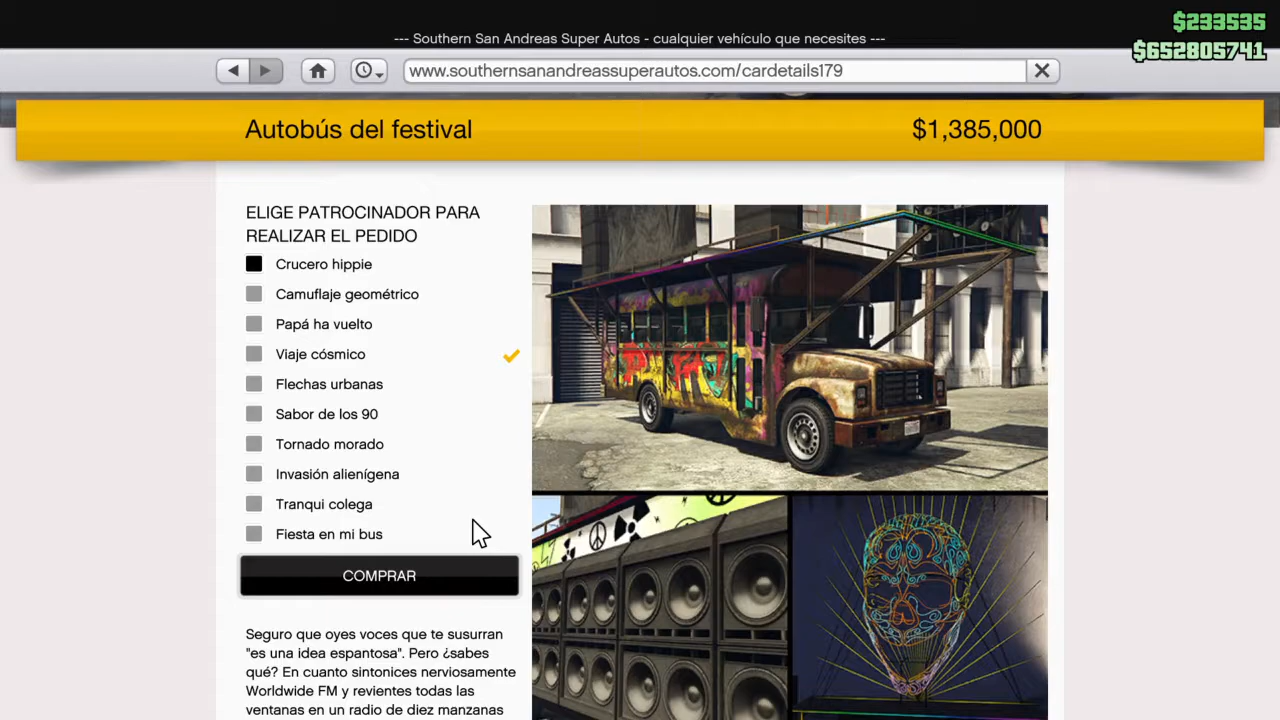 $233535
--- Southern San Andreas Super Autos - cualquier vehículo que necesites ---
$652805741
www.southernsanandreassuperautos.com/cardetails179
Autobús del festival
$1,385,000
ELIGE PATROCINADOR PARA
REALIZAR EL PEDIDO
Crucero hippie
Camuflaje geométrico
Papá ha vuelto
Viaje cósmico
Flechas urbanas
Sabor de los 90
Tornado morado
Invasión alienígena
Tranqui colega
Fiesta en mi bus
COMPRAR
Seguro que oyes voces que te susurran
"es una idea espantosa". Pero ¿sabes
qué? En cuanto sintonices nerviosamente
Worldwide FM y revientes todas las
ventanas en un radio de diez manzanas